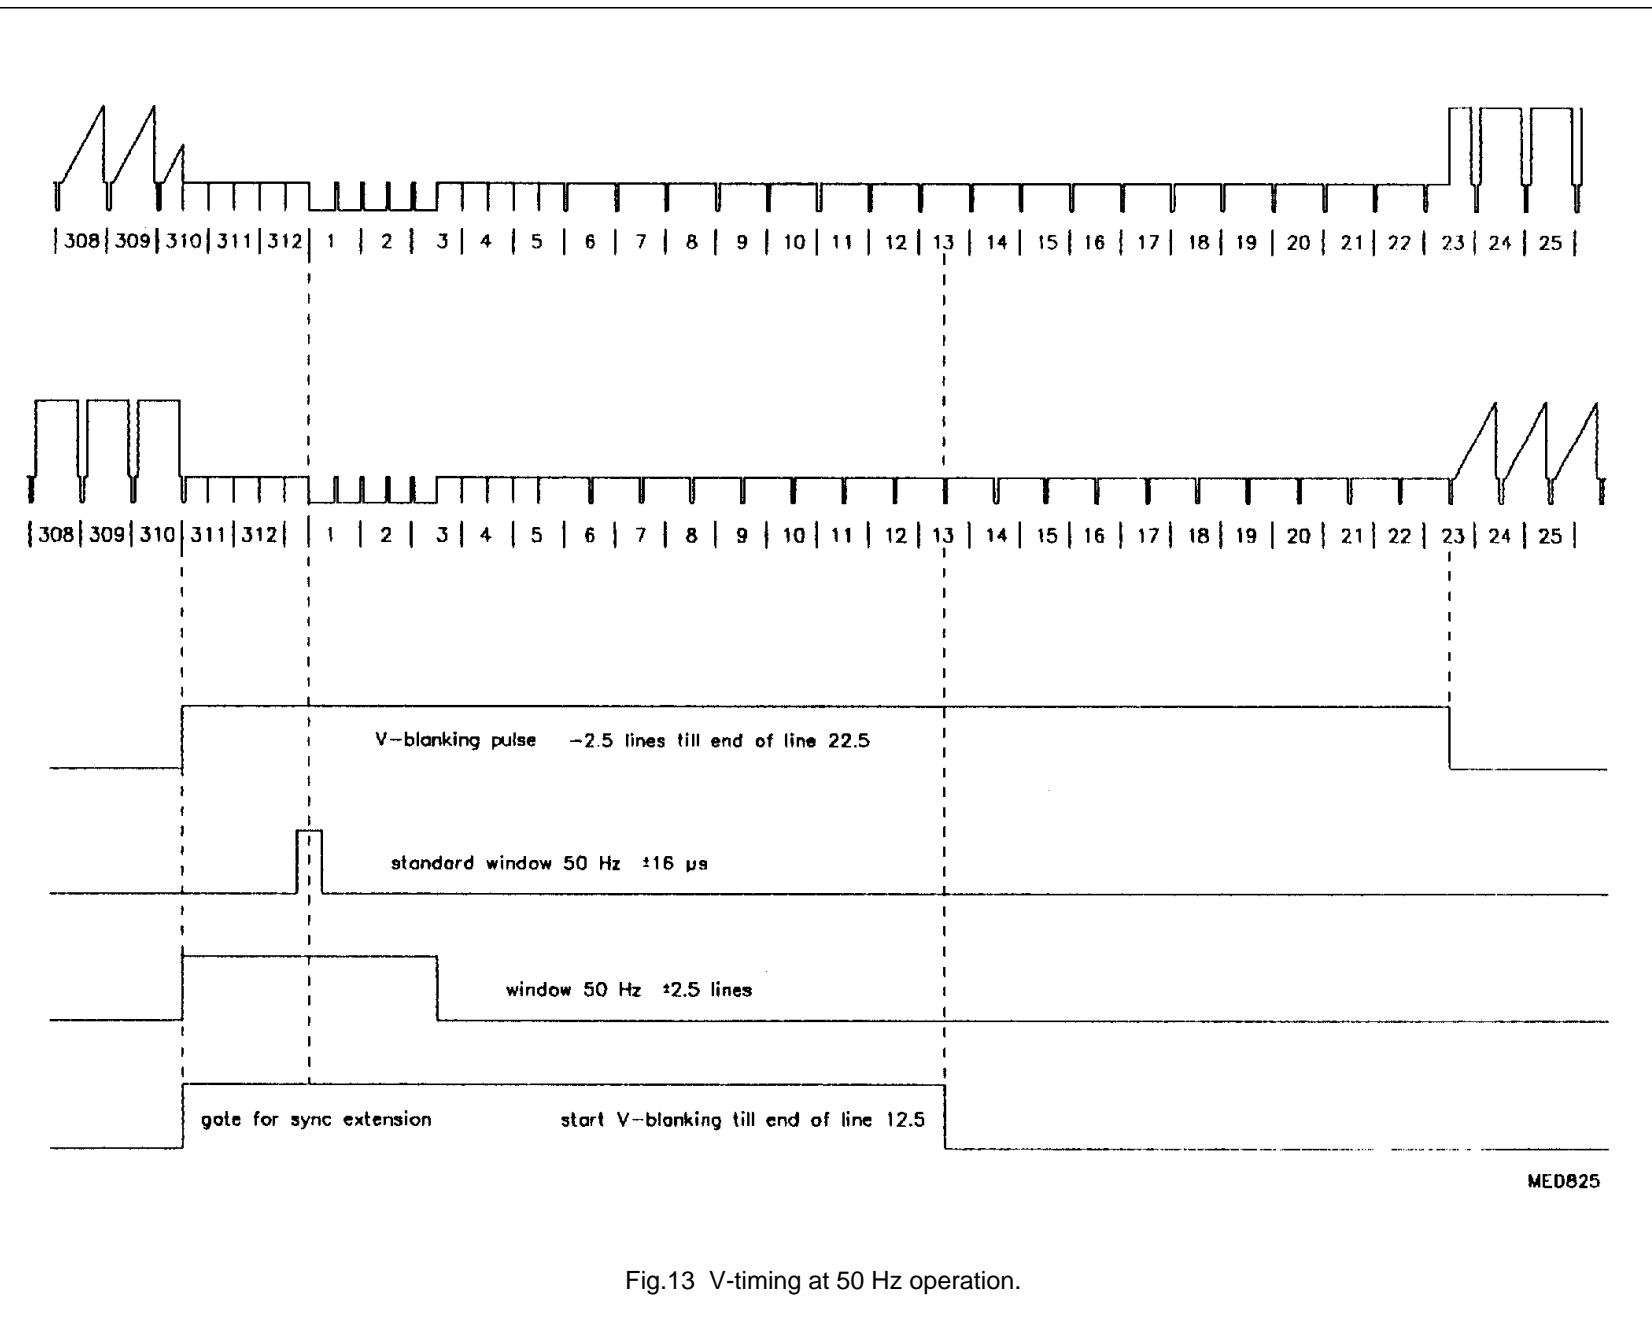 |308|309|310|311|312| 1 | 2 | 3 | 4 | 5 | 6 | 7 | 8 | 9 | 10 | 11 | 12 | 13 | 14 | 15 | 16 | 17 | 18 | 19 | 20 | 21 | 22 | 23 | 24 | 25 |
|308|309|310|311|312| | 1 | 2 | 3 | 4 | 5 | 6 | 7 | 8 | 9 | 10 | 11 | 12 | 13 | 14 | 15 | 16 | 17 | 18 | 19 | 20 | 21 | 22 | 23 | 24 | 25 |
V-blanking pulse -2.5 lines till end of line 22.5
standard window 50 Hz ±16 µs
window 50 Hz ±2.5 lines
gate for sync extension start V-blanking till end of line 12.5
MED825
Fig.13 V-timing at 50 Hz operation.